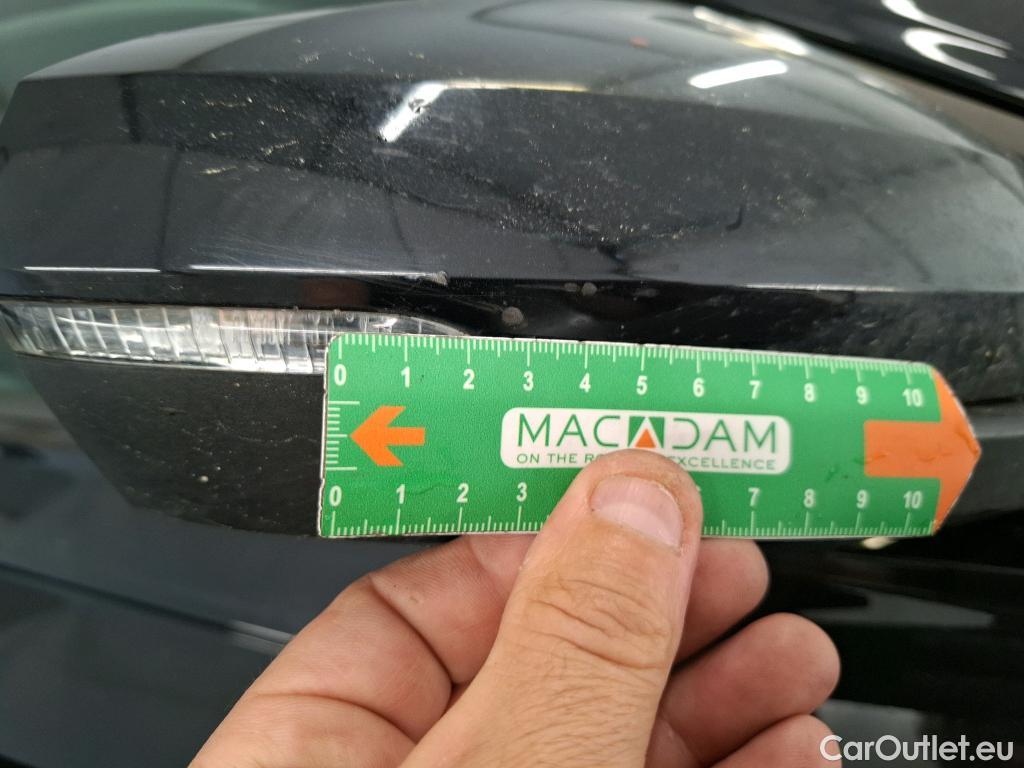 0 1 2 3 4 5 6 7 8 9 10
MACADAM
ON THE EXCELLENCE
0 1 2 3 7 8 9 10
CarOutlet.eu